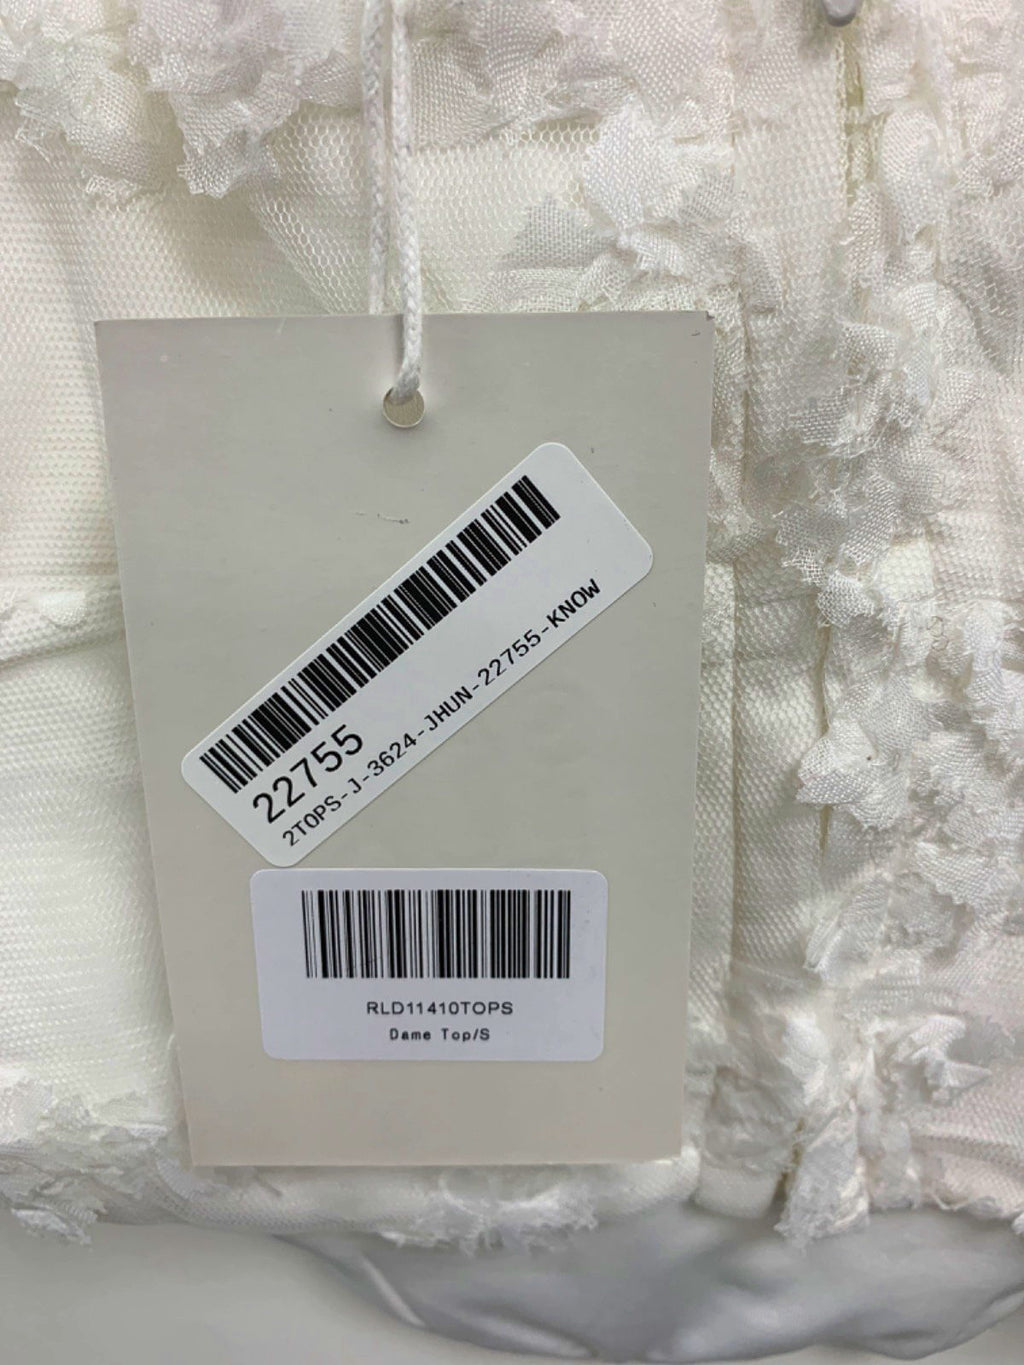 22755
2TOPS-J-3624-JHUN-22755-KNOW
RLD11410TOPS
Dame Top/S